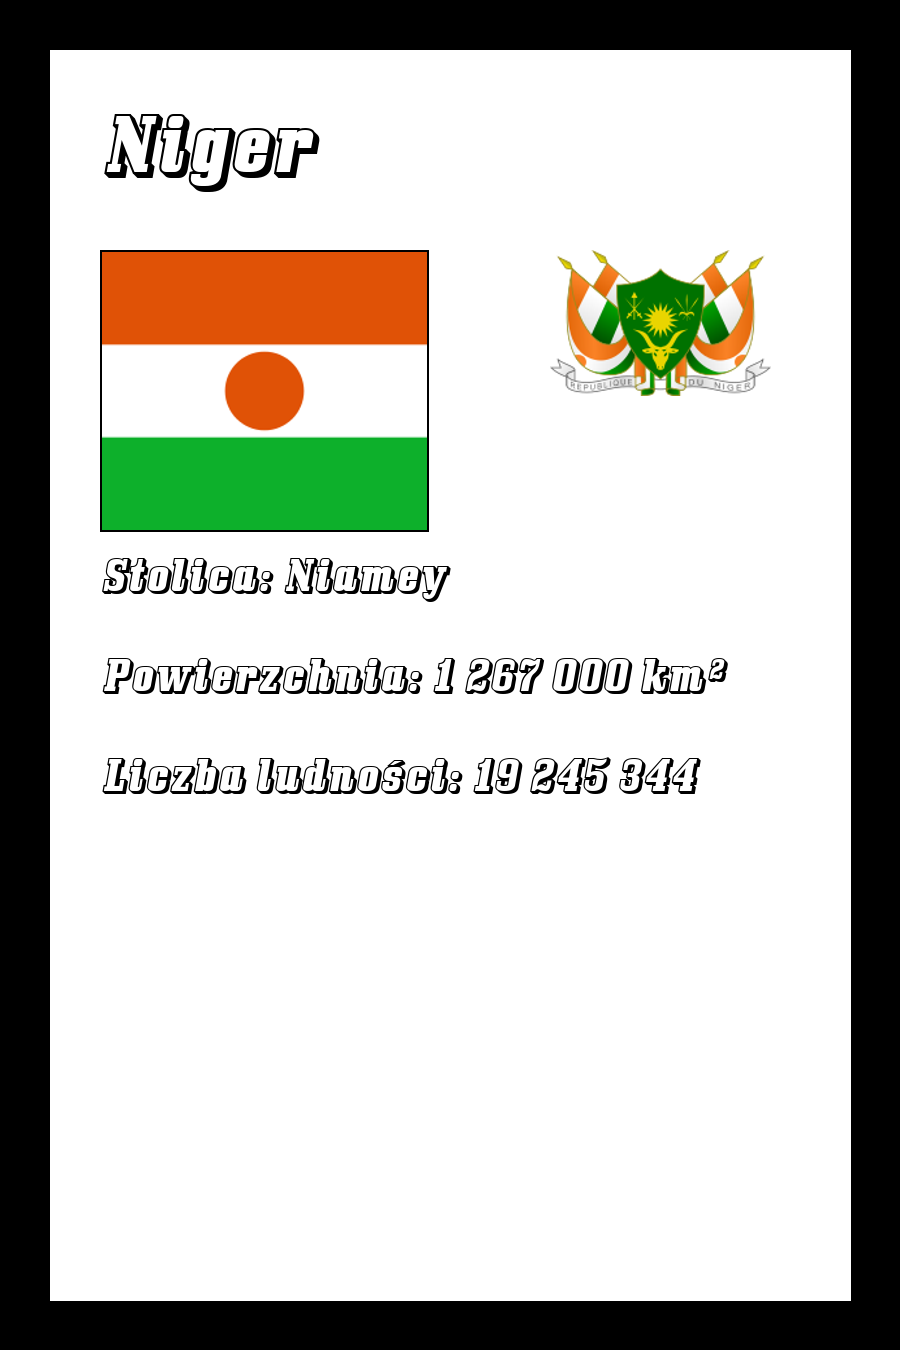 Niger
REPUBLIQUE DU NIGER
Stolica: Niamey
Powierzchnia: 1 267 000 km²
Liczba ludności: 19 245 344